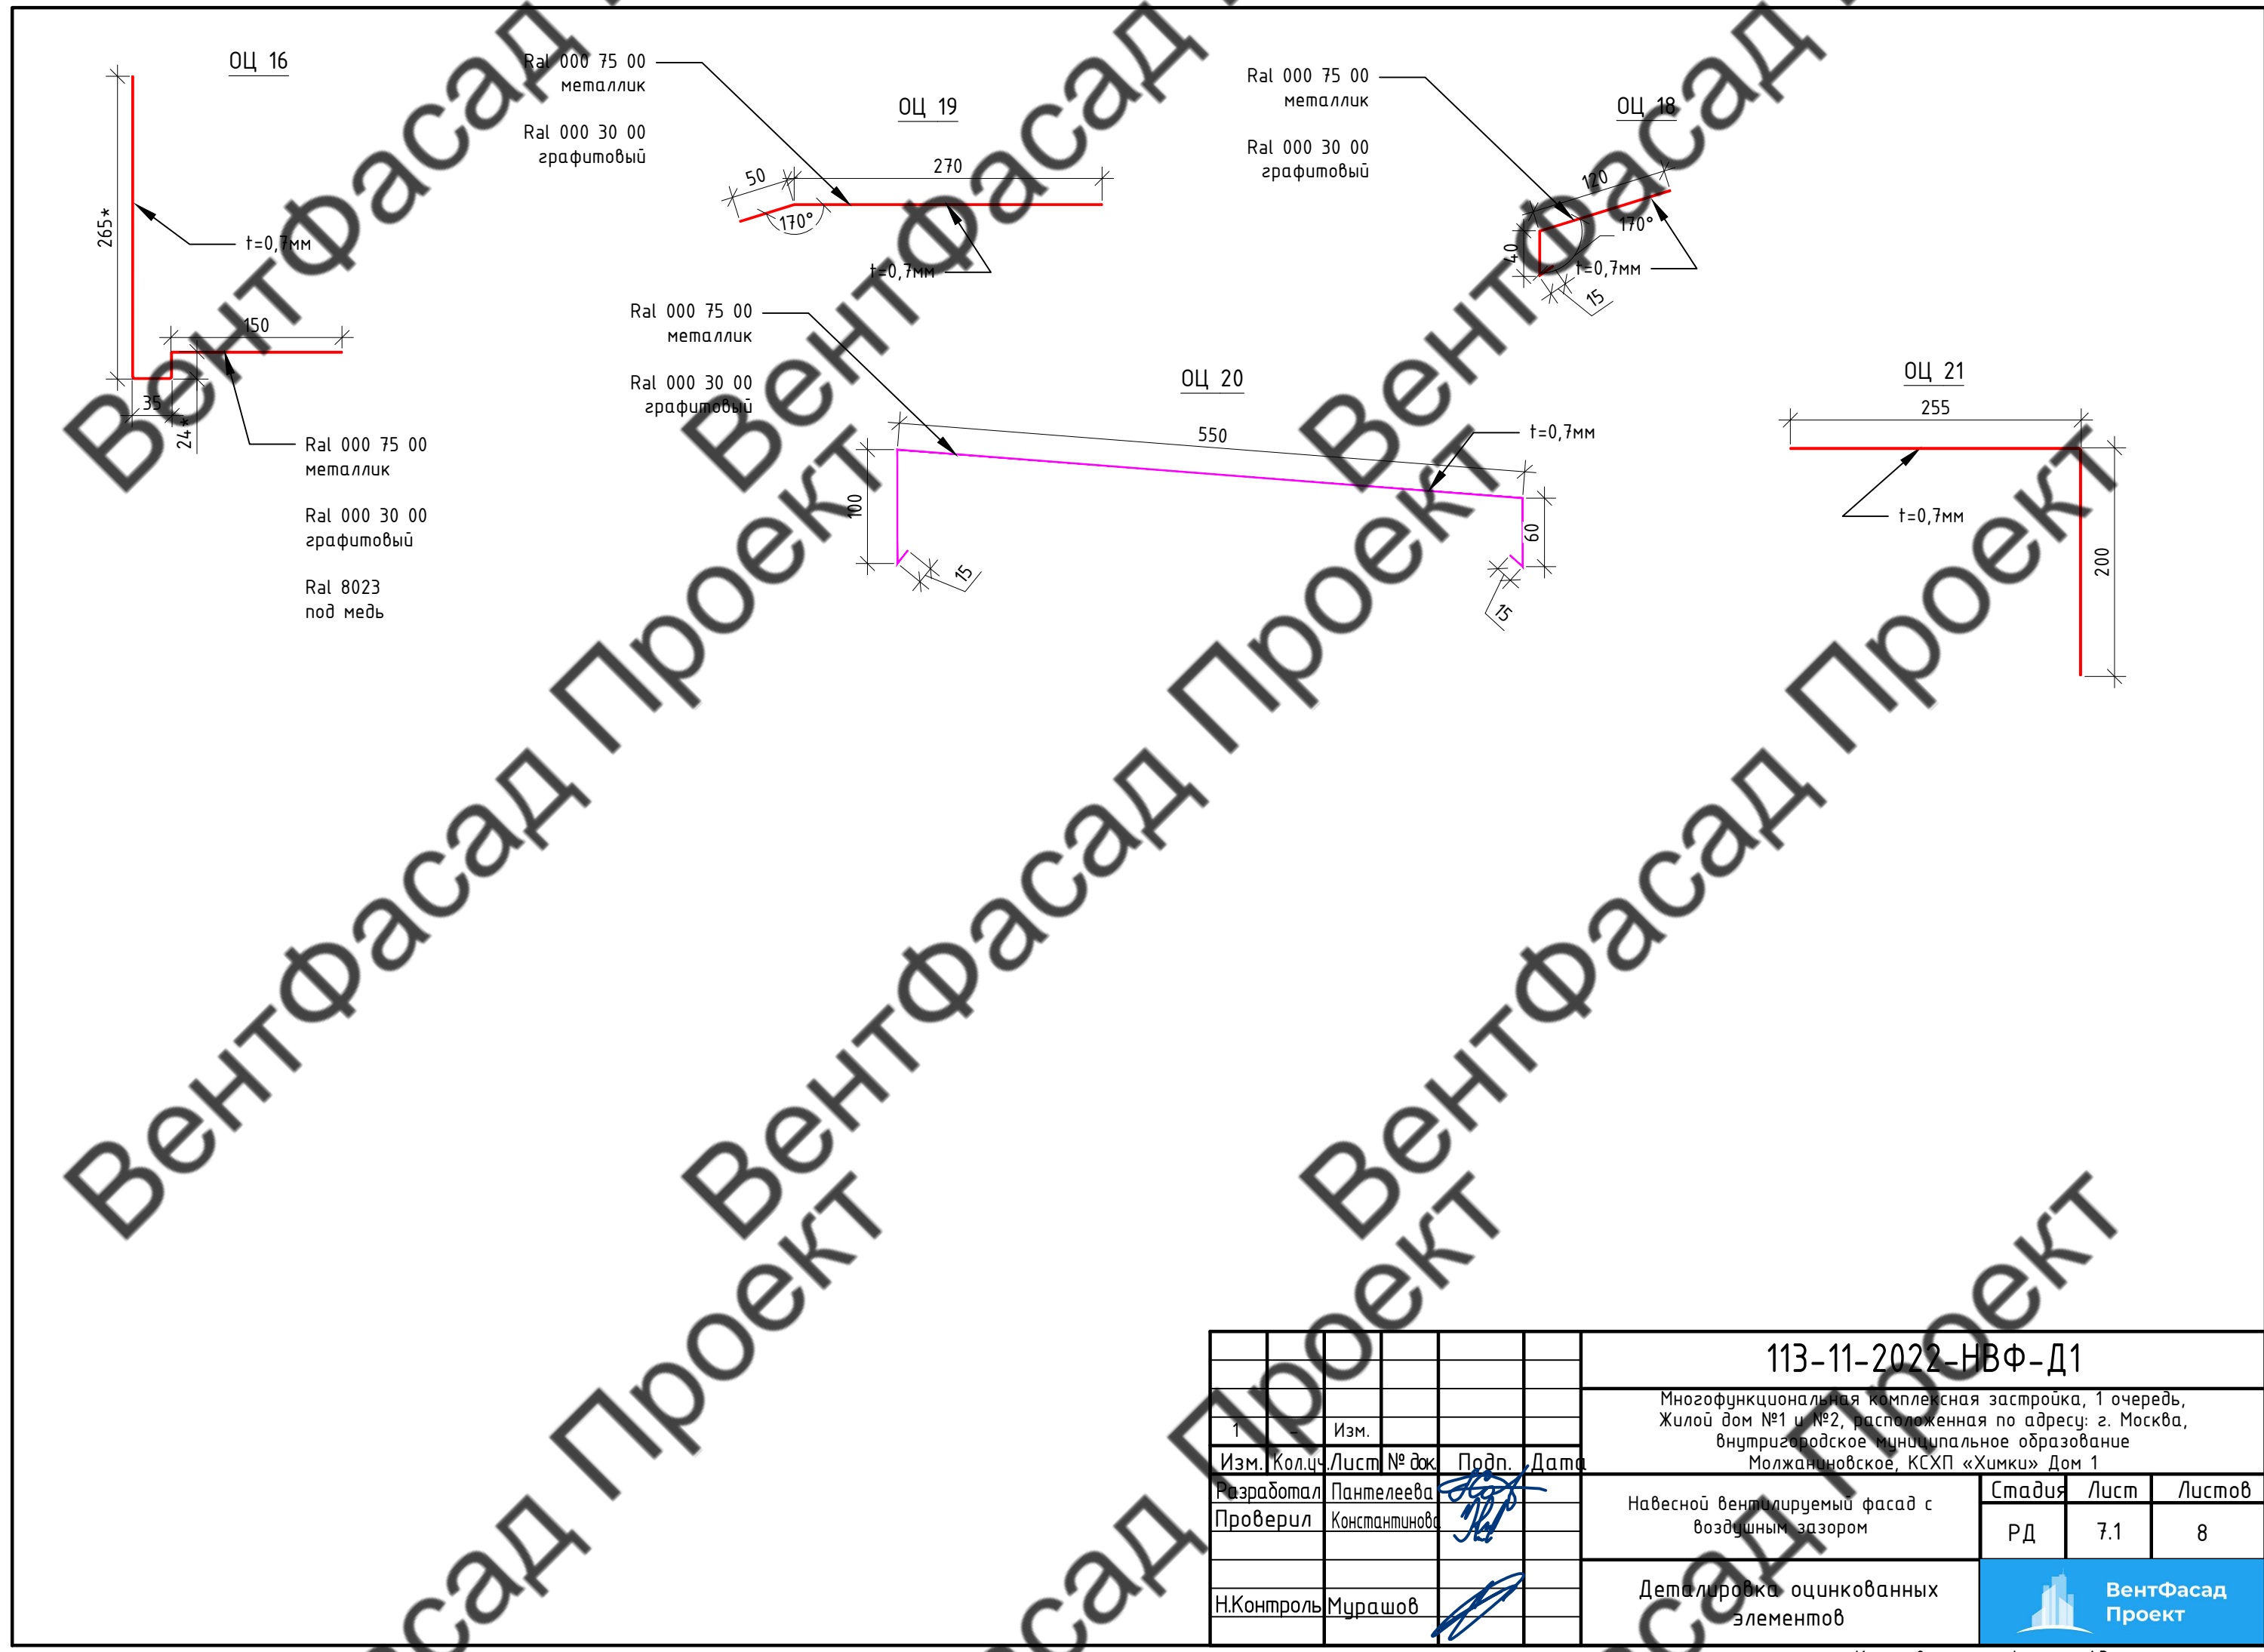 ОЦ 16
265*
t=0,7мм
150
35
24*
Ral 000 75 00
металлик
Ral 000 30 00
графитовый
Ral 8023
под медь
Ral 000 75 00
металлик
Ral 000 30 00
графитовый
ОЦ 19
50
270
170°
t=0,7мм
Ral 000 75 00
металлик
Ral 000 30 00
графитовый
ОЦ 18
120
170°
40
t=0,7мм
15
Ral 000 75 00
металлик
Ral 000 30 00
графитовый
ОЦ 20
550
t=0,7мм
100
60
15
15
ОЦ 21
255
t=0,7мм
200
ВентФасад Проект
ВентФасад Проект
ВентФасад Проект
ВентФасад Проект
ВентФасад Проект
ВентФасад Проект
113-11-2022-НВФ-Д1
Многофункциональная комплексная застройка, 1 очередь,
Жилой дом №1 и №2, расположенная по адресу: г. Москва,
внутригородское муниципальное образование
Молжаниновское, КСХП «Химки» Дом 1
1 - Изм.
Изм. Кол.уч. Лист № док. Подп. Дата
Разработал Пантелеева
Проверил Константинова
Н.Контроль Мурашов
Навесной вентилируемый фасад с
воздушным зазором
Стадия Лист Листов
РД 7.1 8
Деталировка оцинкованных
элементов
ВентФасад
Проект